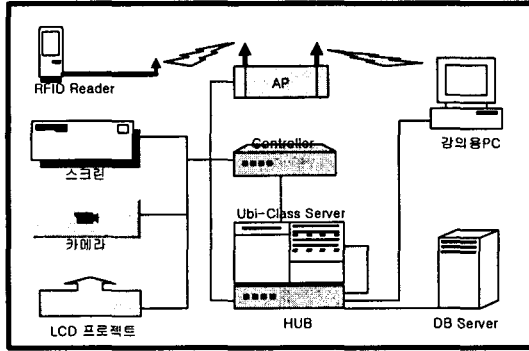 RFID Reader
AP
강의용PC
스크린
Controller
카메라
Ubi-Class Server
LCD 프로젝트
HUB
DB Server